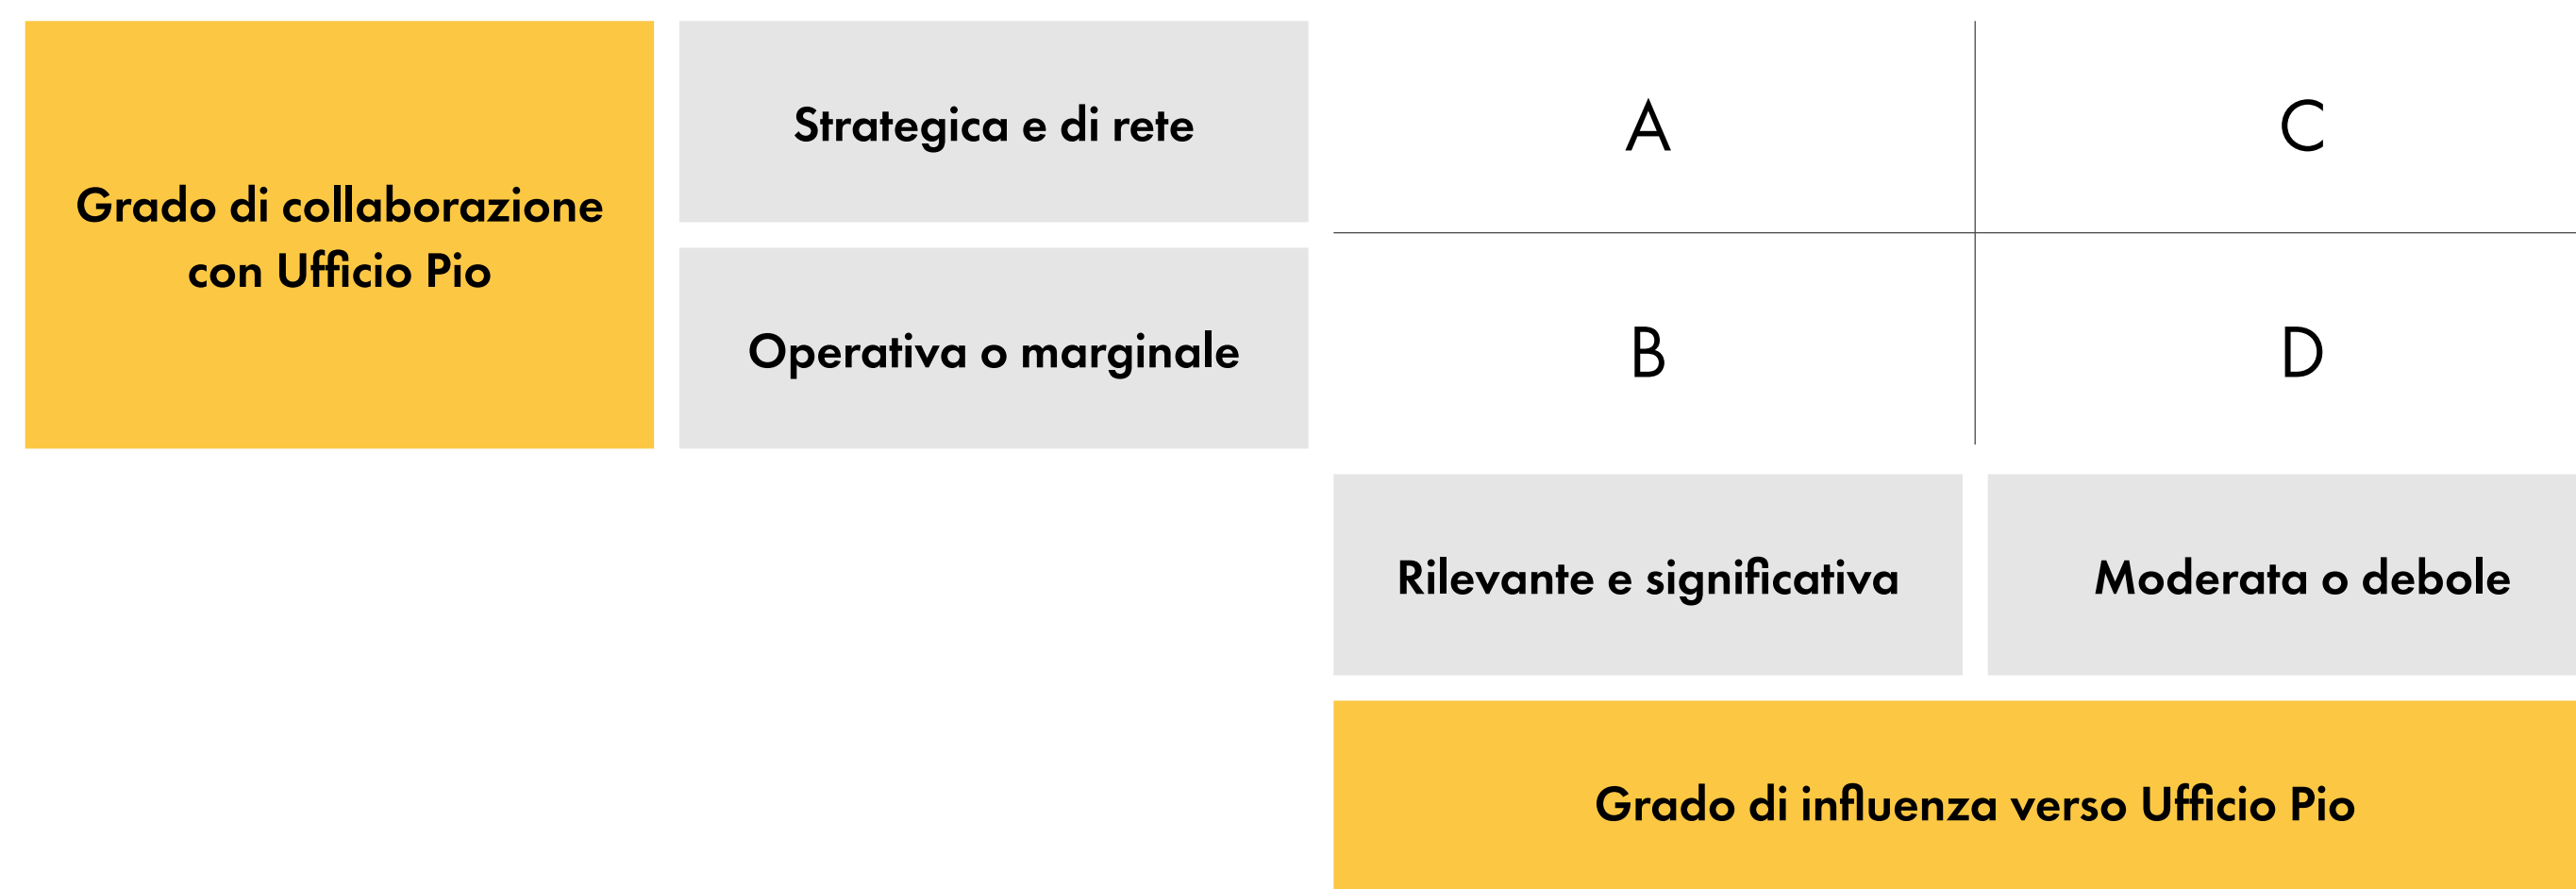 Grado di collaborazione
con Ufficio Pio
Strategica e di rete
A
C
Operativa o marginale
B
D
Rilevante e significativa
Moderata o debole
Grado di influenza verso Ufficio Pio